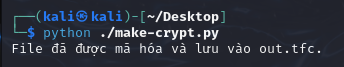 ┌──(kali㉿kali)-[~/Desktop]
└─$ python ./make-crypt.py
File đã được mã hóa và lưu vào out.tfc.